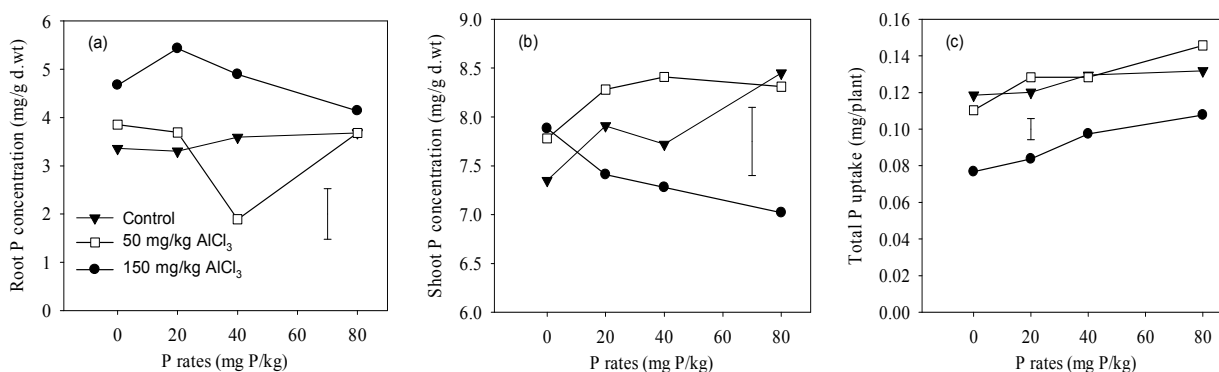 (a)
Root P concentration (mg/g d.wt)
6
5
4
3
2
1
0
Control
50 mg/kg AlCl3
150 mg/kg AlCl3
0 20 40 60 80
P rates (mg P/kg)
(b)
Shoot P concentration (mg/g d.wt)
9.0
8.5
8.0
7.5
7.0
6.5
6.0
0 20 40 60 80
P rates (mg P/kg)
(c)
Total P uptake (mg/plant)
0.16
0.14
0.12
0.10
0.08
0.06
0.04
0.02
0.00
0 20 40 60 80
P rates (mg P/kg)